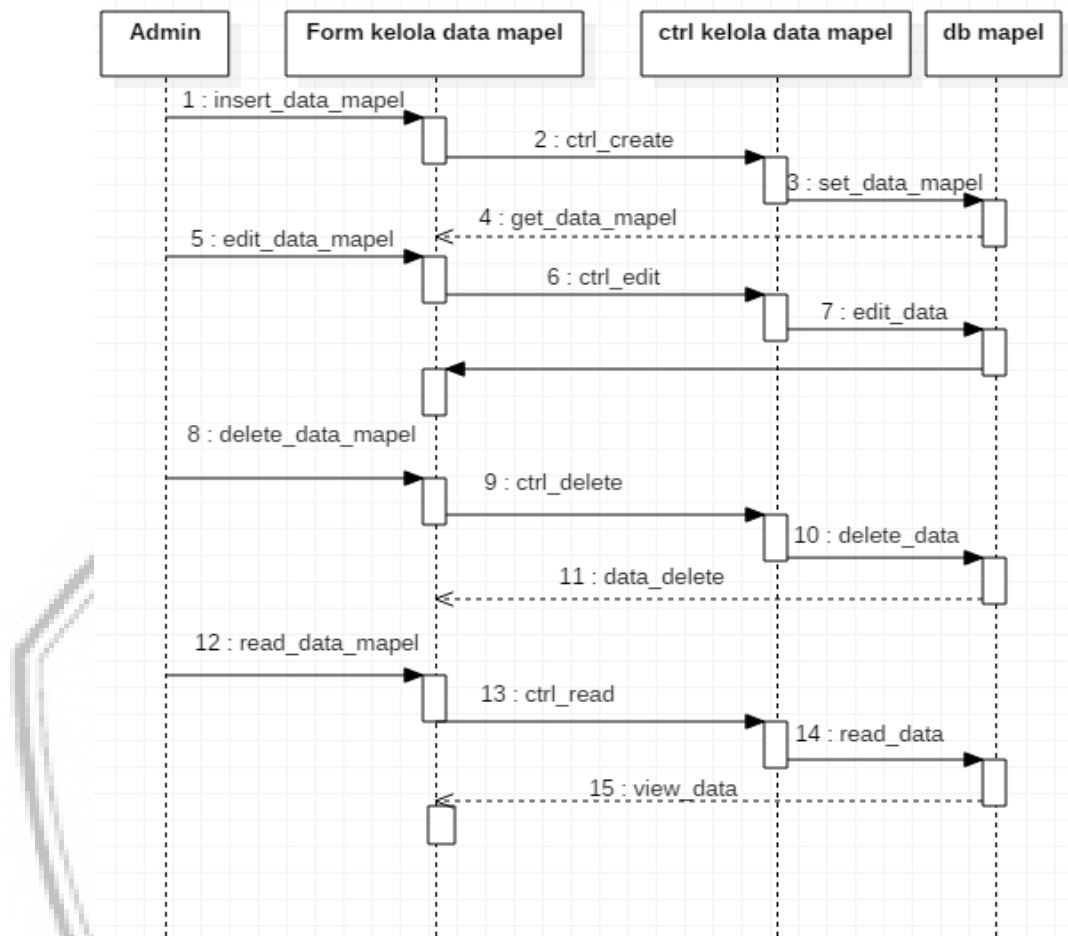 Admin
Form kelola data mapel
ctrl kelola data mapel
db mapel
1 : insert_data_mapel
2 : ctrl_create
3 : set_data_mapel
4 : get_data_mapel
5 : edit_data_mapel
6 : ctrl_edit
7 : edit_data
8 : delete_data_mapel
9 : ctrl_delete
10 : delete_data
11 : data_delete
12 : read_data_mapel
13 : ctrl_read
14 : read_data
15 : view_data